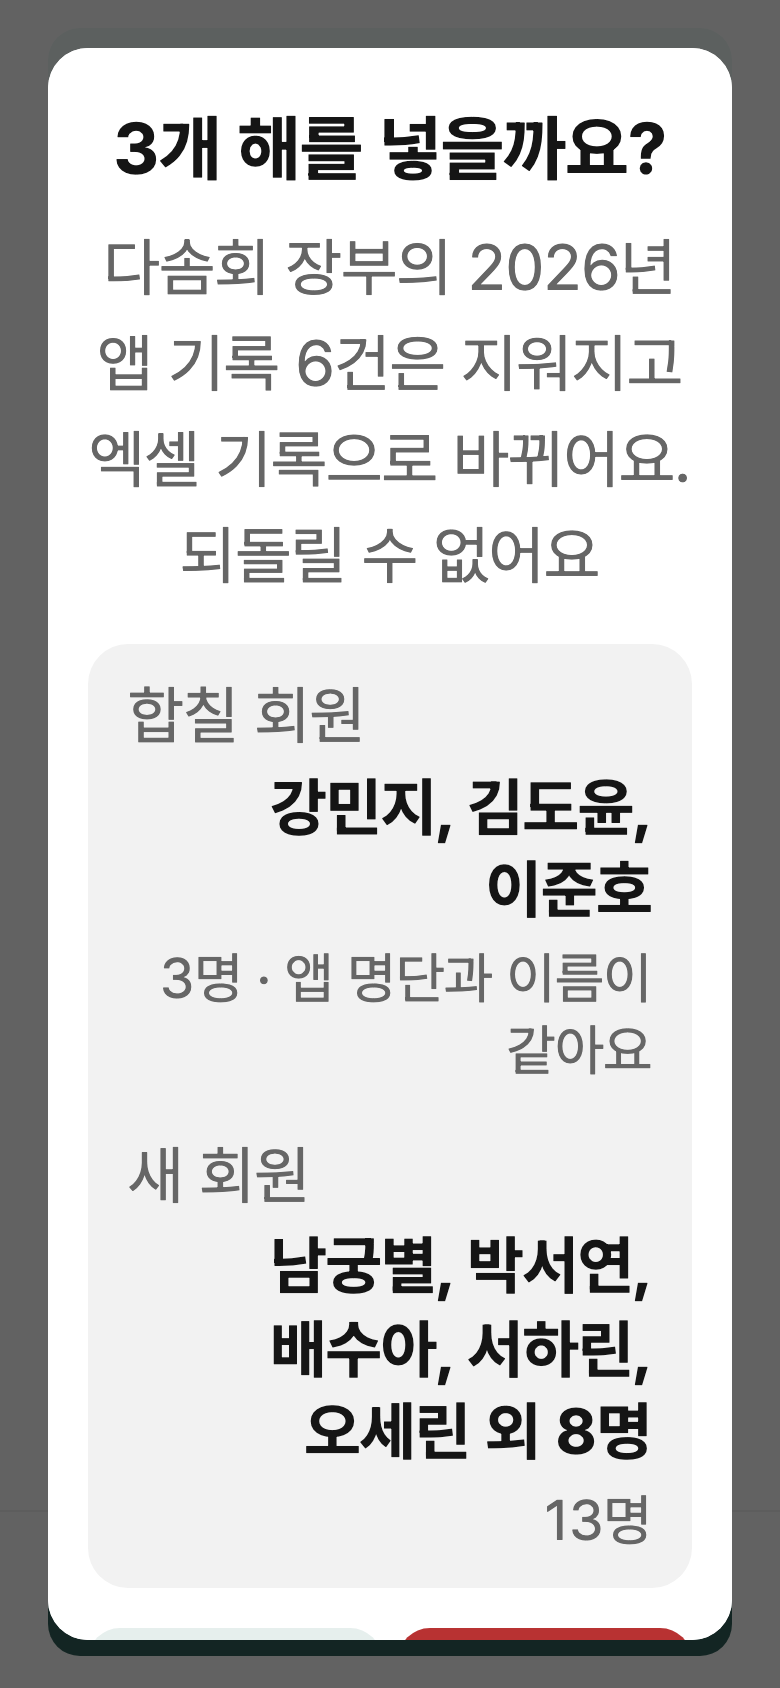 3개 해를 넣을까요?
다솜회 장부의 2026년
앱 기록 6건은 지워지고
엑셀 기록으로 바뀌어요.
되돌릴 수 없어요
합칠 회원
강민지, 김도윤,
이준호
3명 · 앱 명단과 이름이
같아요
새 회원
남궁별, 박서연,
배수아, 서하린,
오세린 외 8명
13명